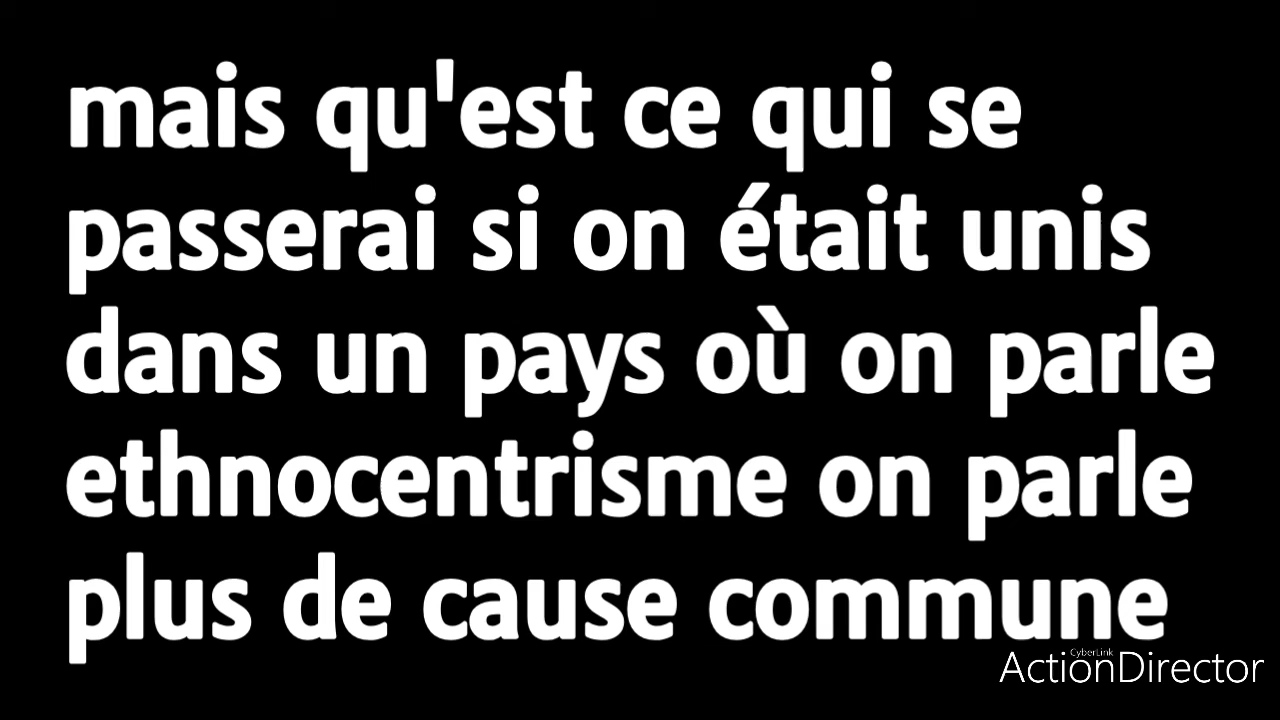 mais qu'est ce qui se
passerai si on était unis
dans un pays où on parle
ethnocentrisme on parle
plus de cause commune
CyberLink
ActionDirector